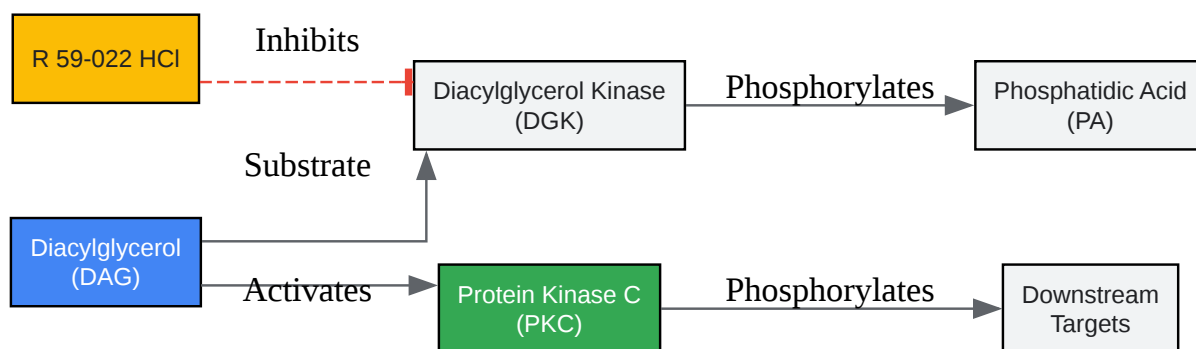 R 59-022 HCl
Inhibits
Diacylglycerol Kinase
(DGK)
Phosphorylates
Phosphatidic Acid
(PA)
Substrate
Diacylglycerol
(DAG)
Activates
Protein Kinase C
(PKC)
Phosphorylates
Downstream
Targets